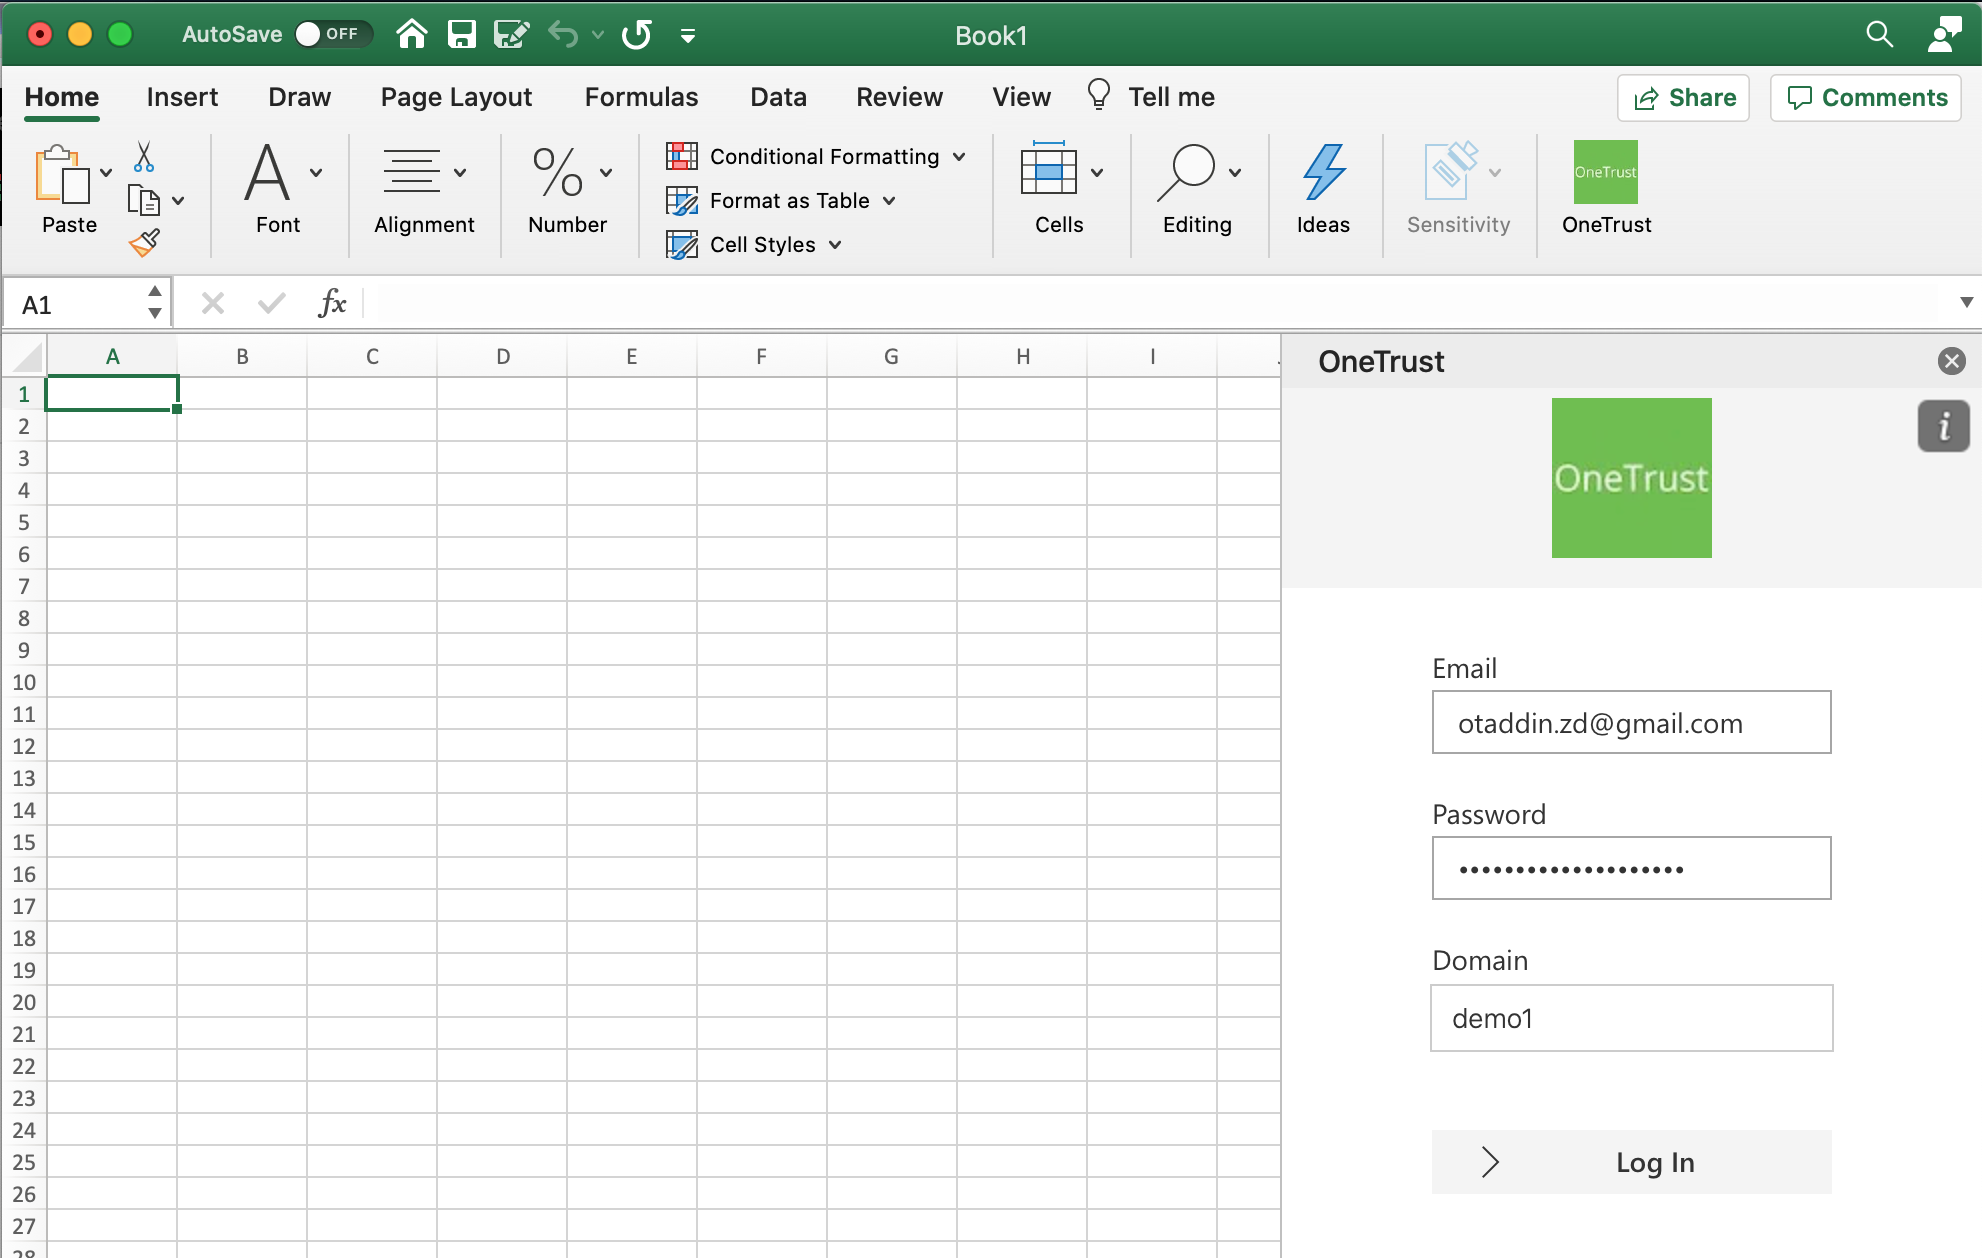 AutoSave OFF Book1
Home Insert Draw Page Layout Formulas Data Review View Tell me Share Comments
Paste
Font
Alignment
%
Number
Conditional Formatting
Format as Table
Cell Styles
Cells
Editing
Ideas
Sensitivity
OneTrust
OneTrust
A1 fx
A B C D E F G H I
1
2
3
4
5
6
7
8
9
10
11
12
13
14
15
16
17
18
19
20
21
22
23
24
25
26
27
28
OneTrust
i
OneTrust
Email
otaddin.zd@gmail.com
Password
••••••••••••••••••••
Domain
demo1
Log In